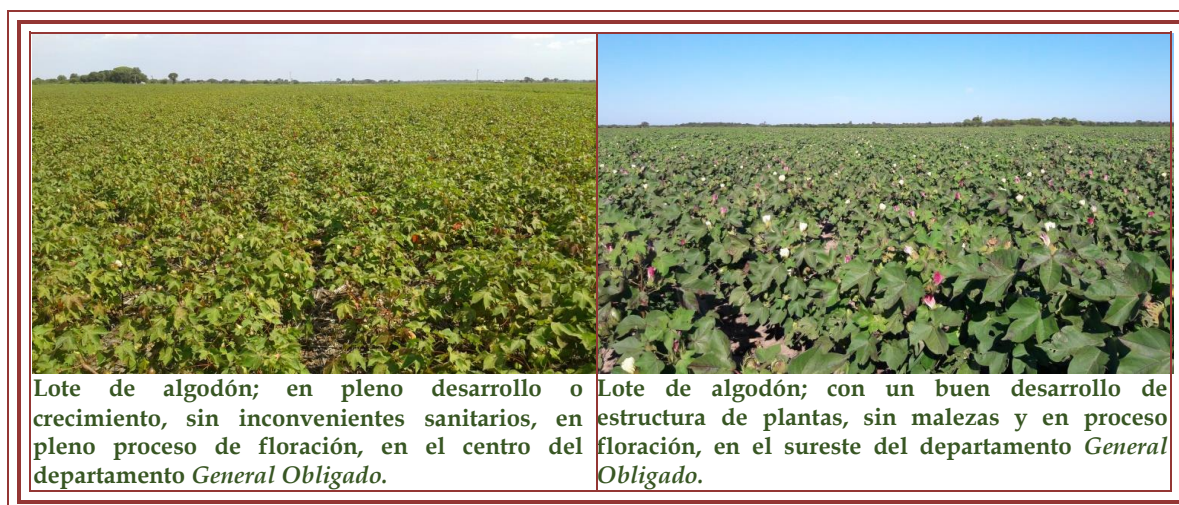 Lote de algodón; en pleno desarrollo o
crecimiento, sin inconvenientes sanitarios, en
pleno proceso de floración, en el centro del
departamento General Obligado.
Lote de algodón; con un buen desarrollo de
estructura de plantas, sin malezas y en proceso
floración, en el sureste del departamento General
Obligado.